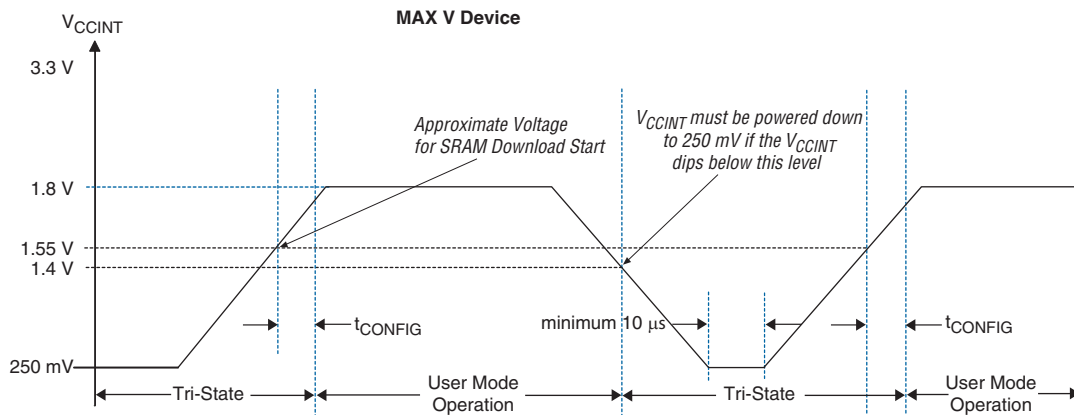 MAX V Device
VCCINT
3.3 V
Approximate Voltage
for SRAM Download Start
VCCINT must be powered down
to 250 mV if the VCCINT
dips below this level
1.8 V
1.55 V
1.4 V
tCONFIG
minimum 10 µs
tCONFIG
250 mV
Tri-State
User Mode
Operation
Tri-State
User Mode
Operation